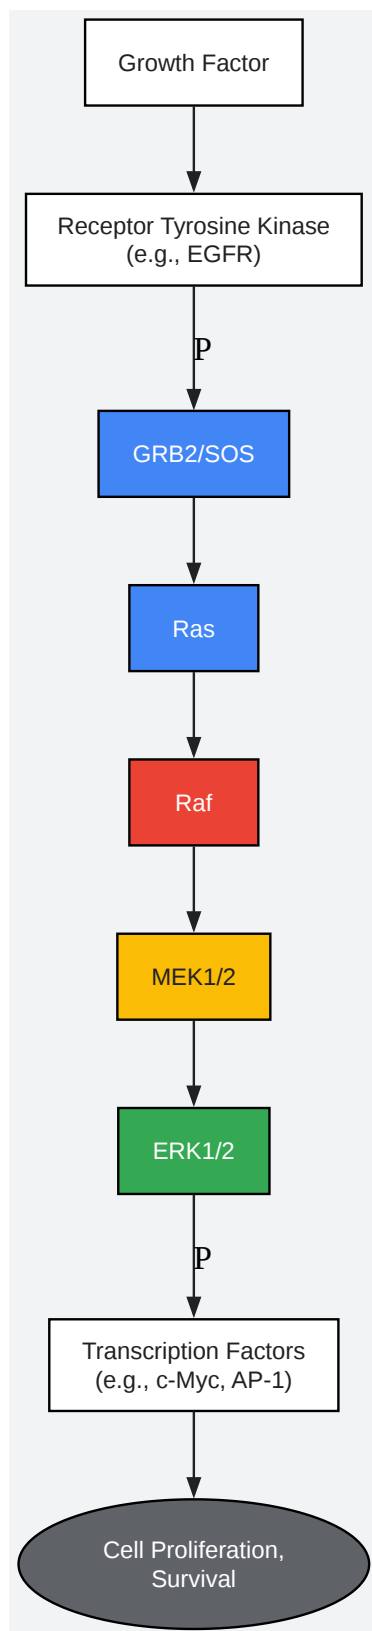 Growth Factor
Receptor Tyrosine Kinase
(e.g., EGFR)
P
GRB2/SOS
Ras
Raf
MEK1/2
ERK1/2
P
Transcription Factors
(e.g., c-Myc, AP-1)
Cell Proliferation,
Survival